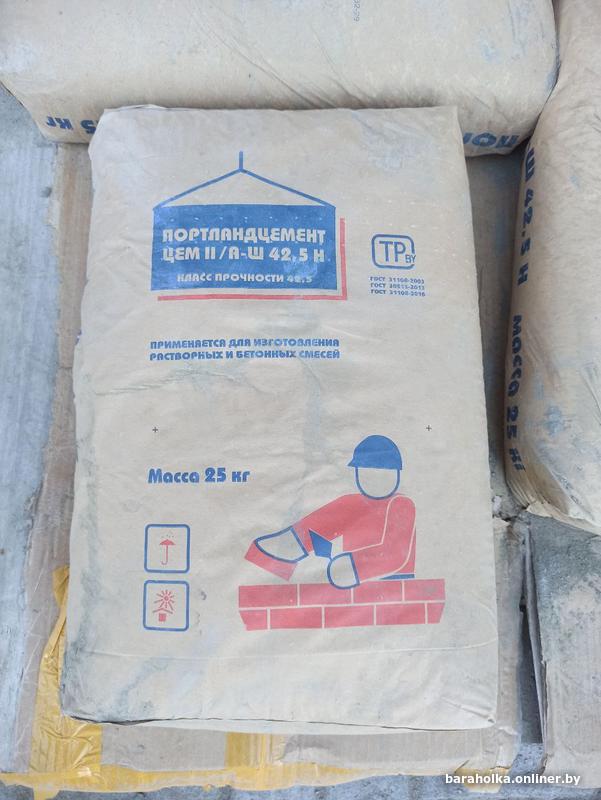 ПОРТЛАНДЦЕМЕНТ
ЦЕМ II/А-Ш 42,5 Н
КЛАСС ПРОЧНОСТИ 42,5
ТР BY
ГОСТ 31108-2003
ГОСТ 30515-2013
ГОСТ 31108-2016
ПРИМЕНЯЕТСЯ ДЛЯ ИЗГОТОВЛЕНИЯ
РАСТВОРНЫХ И БЕТОННЫХ СМЕСЕЙ
Масса 25 кг
Ш 42,5 Н Масса 25 кг
baraholka.onliner.by